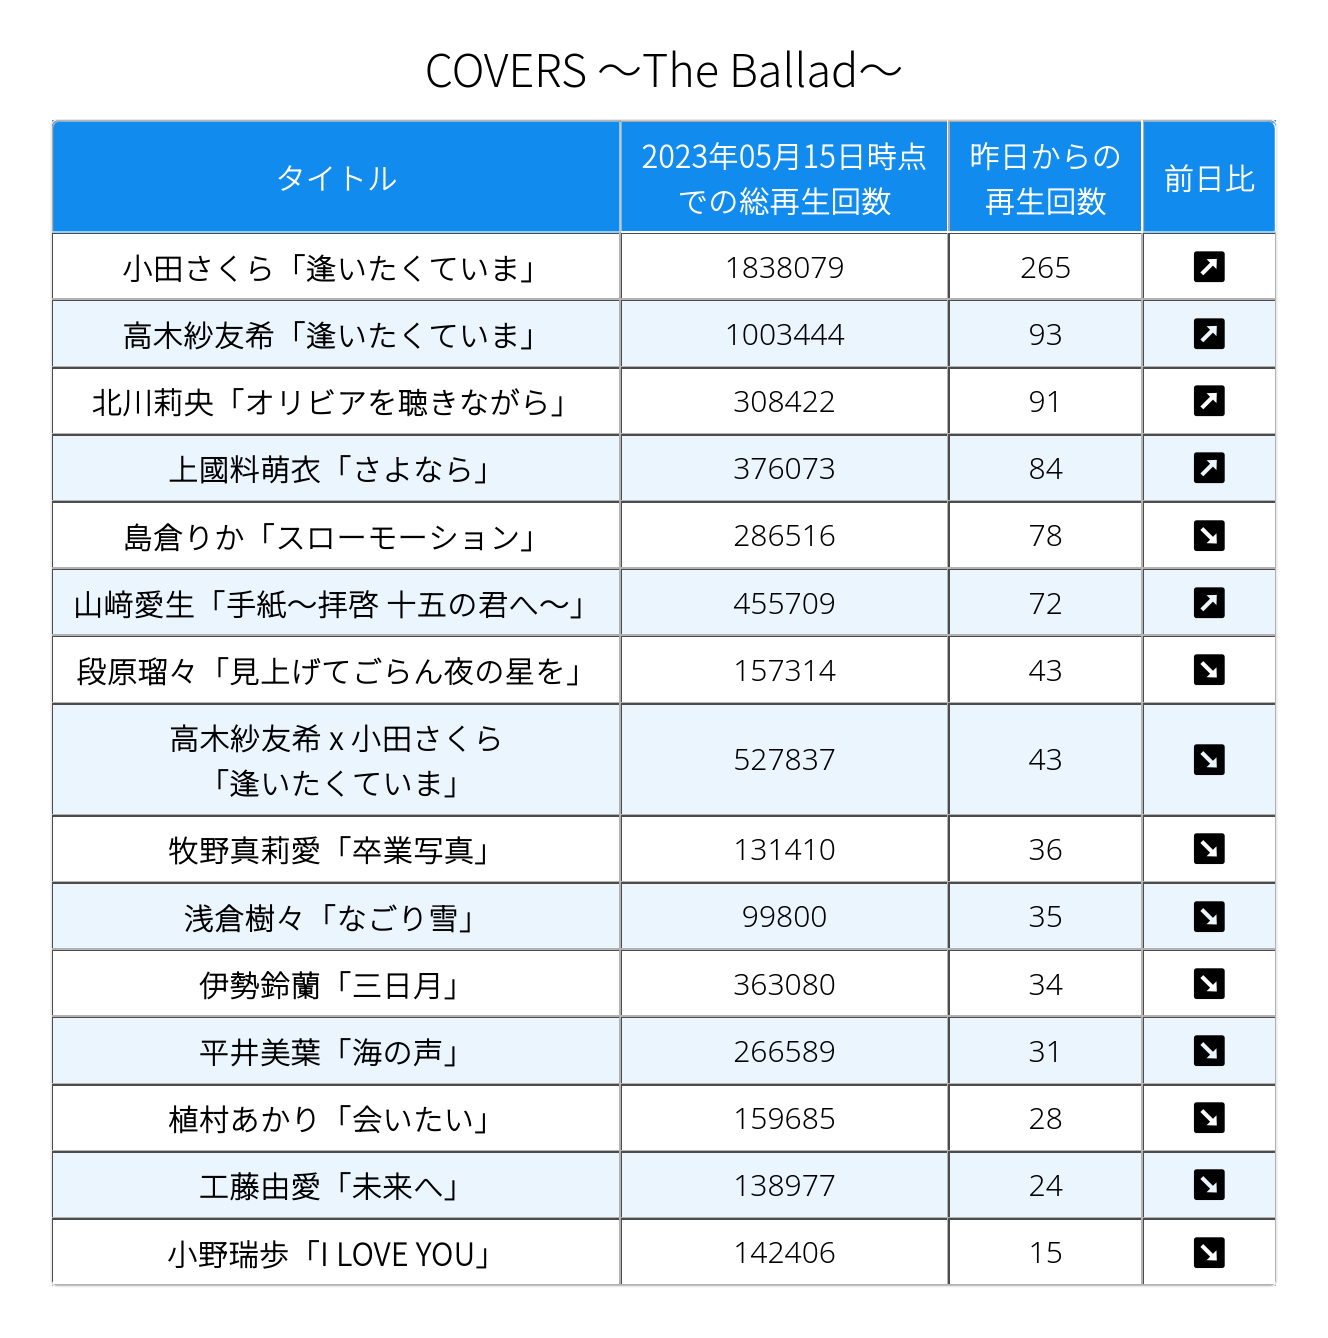 COVERS ～The Ballad～
タイトル 2023年05月15日時点での総再生回数 昨日からの再生回数 前日比
小田さくら「逢いたくていま」 1838079 265 ↗
高木紗友希「逢いたくていま」 1003444 93 ↗
北川莉央「オリビアを聴きながら」 308422 91 ↗
上國料萌衣「さよなら」 376073 84 ↗
島倉りか「スローモーション」 286516 78 ↘
山﨑愛生「手紙～拝啓 十五の君へ～」 455709 72 ↗
段原瑠々「見上げてごらん夜の星を」 157314 43 ↘
高木紗友希 x 小田さくら「逢いたくていま」 527837 43 ↘
牧野真莉愛「卒業写真」 131410 36 ↘
浅倉樹々「なごり雪」 99800 35 ↘
伊勢鈴蘭「三日月」 363080 34 ↘
平井美葉「海の声」 266589 31 ↘
植村あかり「会いたい」 159685 28 ↘
工藤由愛「未来へ」 138977 24 ↘
小野瑞歩「I LOVE YOU」 142406 15 ↘